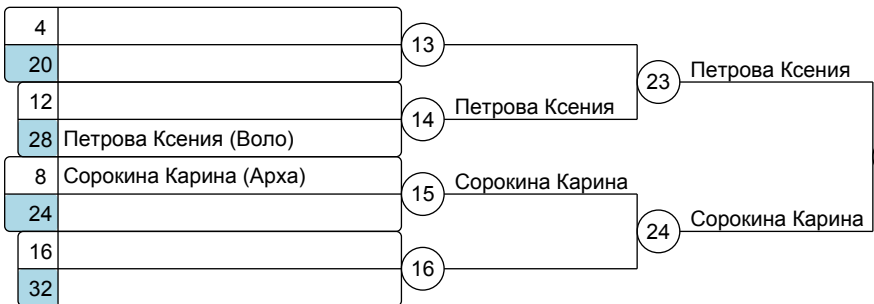 4
13
20
23 Петрова Ксения
12
14 Петрова Ксения
28 Петрова Ксения (Воло)
8 Сорокина Карина (Арха)
15 Сорокина Карина
24
24 Сорокина Карина
16
16
32